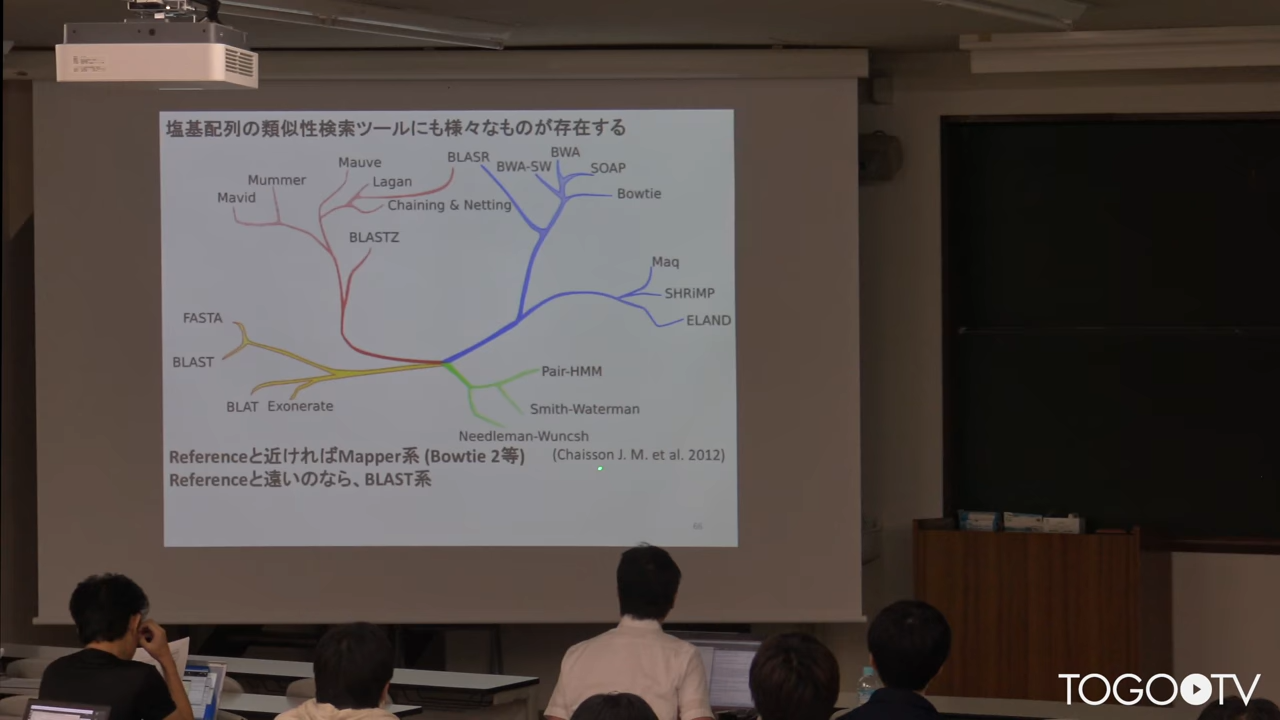 塩基配列の類似性検索ツールにも様々なものが存在する
BWA
BLASR
Mauve
BWA-SW
SOAP
Mummer
Lagan
Mavid
Bowtie
Chaining & Netting
BLASTZ
Maq
SHRiMP
FASTA
ELAND
BLAST
Pair-HMM
BLAT
Exonerate
Smith-Waterman
Needleman-Wuncsh
Referenceと近ければMapper系 (Bowtie 2等)
(Chaisson J. M. et al. 2012)
Referenceと遠いのなら、BLAST系
66
TOGOTV